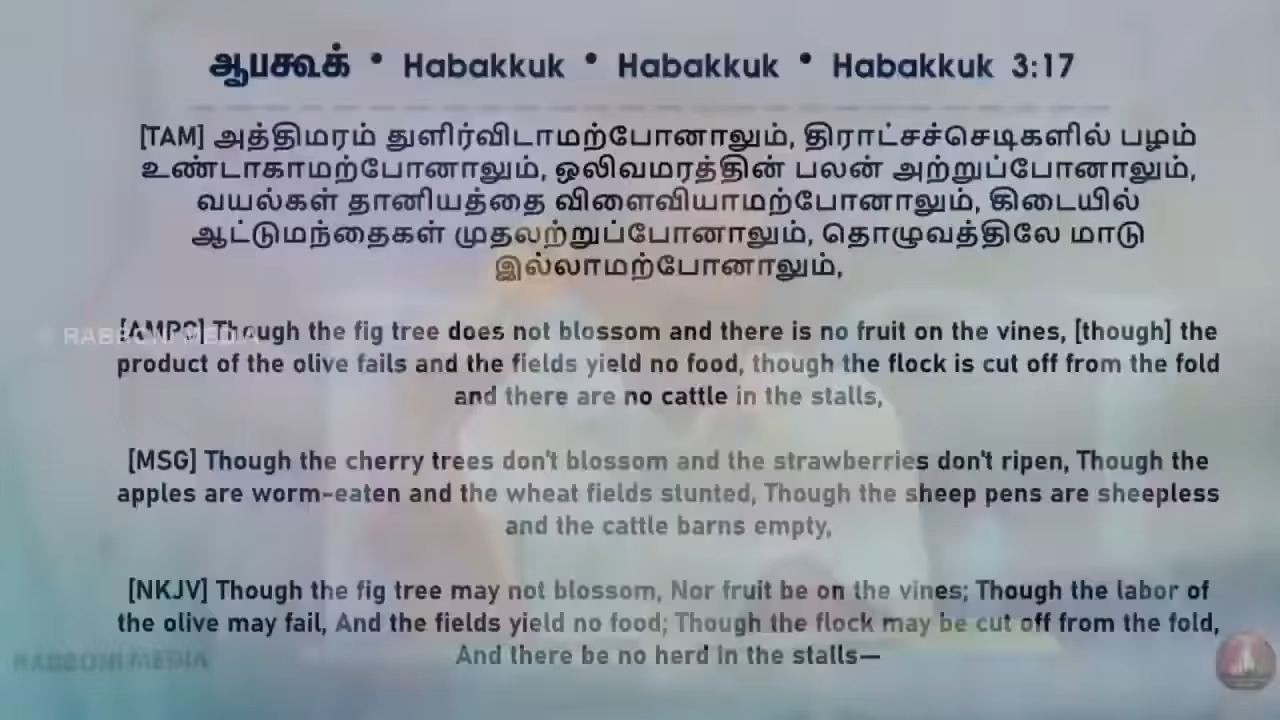 ஆபகூக் • Habakkuk • Habakkuk • Habakkuk 3:17
[TAM] அத்திமரம் துளிர்விடாமற்போனாலும், திராட்சச்செடிகளில் பழம்
உண்டாகாமற்போனாலும், ஒலிவமரத்தின் பலன் அற்றுப்போனாலும்,
வயல்கள் தானியத்தை விளைவியாமற்போனாலும், கிடையில்
ஆட்டுமந்தைகள் முதலற்றுப்போனாலும், தொழுவத்திலே மாடு
இல்லாமற்போனாலும்,
[AMPC] Though the fig tree does not blossom and there is no fruit on the vines, [though] the
RABBONI MEDIA
product of the olive fails and the fields yield no food, though the flock is cut off from the fold
and there are no cattle in the stalls,
[MSG] Though the cherry trees don't blossom and the strawberries don't ripen, Though the
apples are worm-eaten and the wheat fields stunted, Though the sheep pens are sheepless
and the cattle barns empty,
[NKJV] Though the fig tree may not blossom, Nor fruit be on the vines; Though the labor of
the olive may fail, And the fields yield no food; Though the flock may be cut off from the fold,
And there be no herd in the stalls—
RABBONI MEDIA